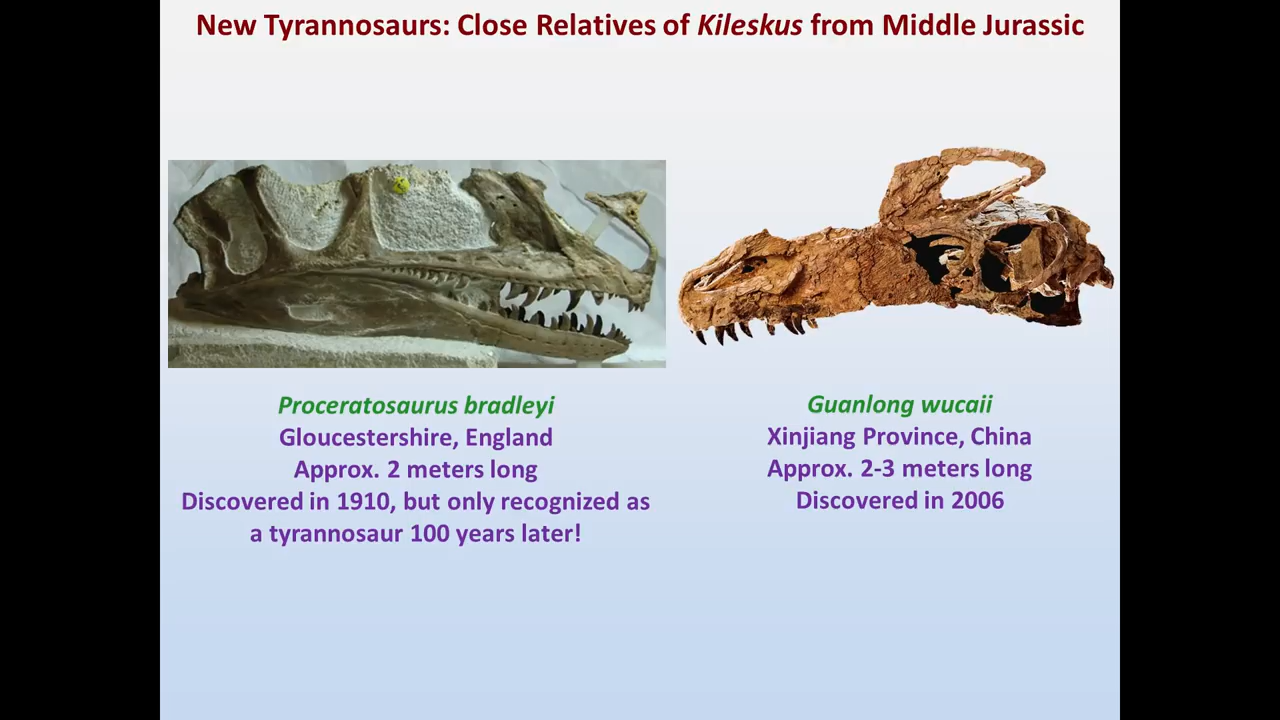 New Tyrannosaurs: Close Relatives of Kileskus from Middle Jurassic
Proceratosaurus bradleyi
Gloucestershire, England
Approx. 2 meters long
Discovered in 1910, but only recognized as
a tyrannosaur 100 years later!
Guanlong wucaii
Xinjiang Province, China
Approx. 2-3 meters long
Discovered in 2006